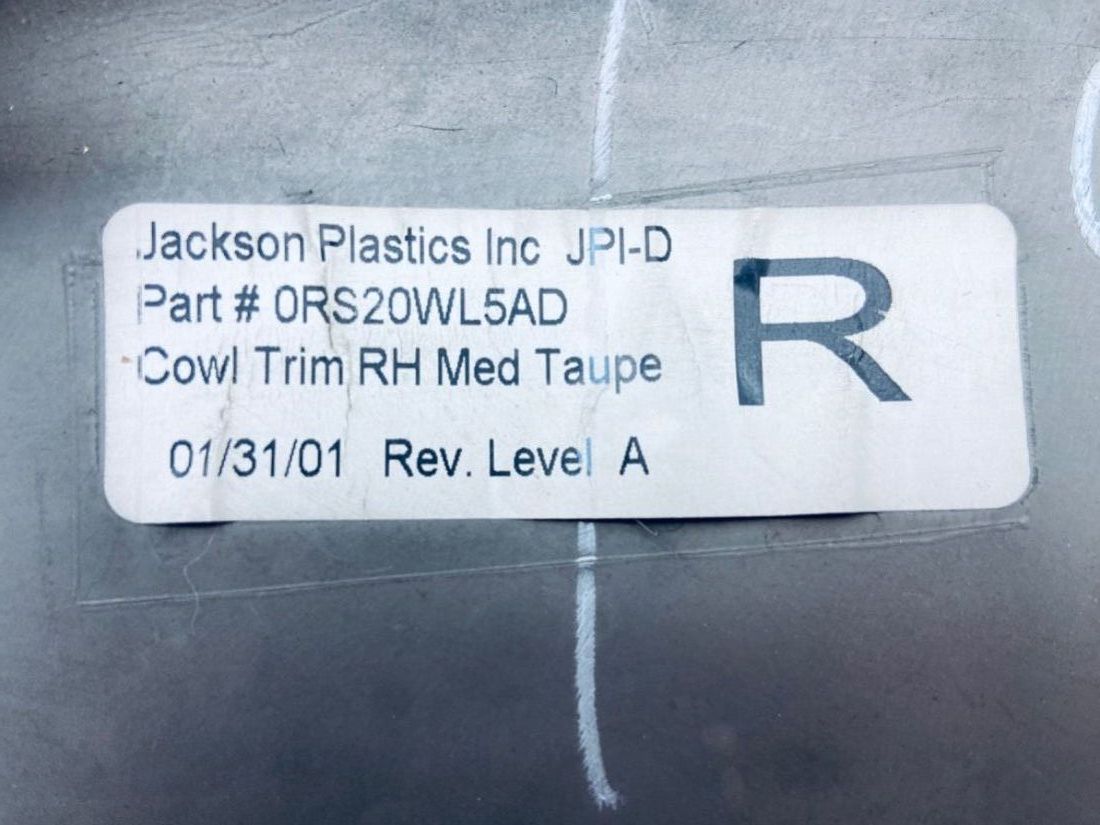 Jackson Plastics Inc JPI-D
Part # 0RS20WL5AD
Cowl Trim RH Med Taupe
01/31/01 Rev. Level A
R